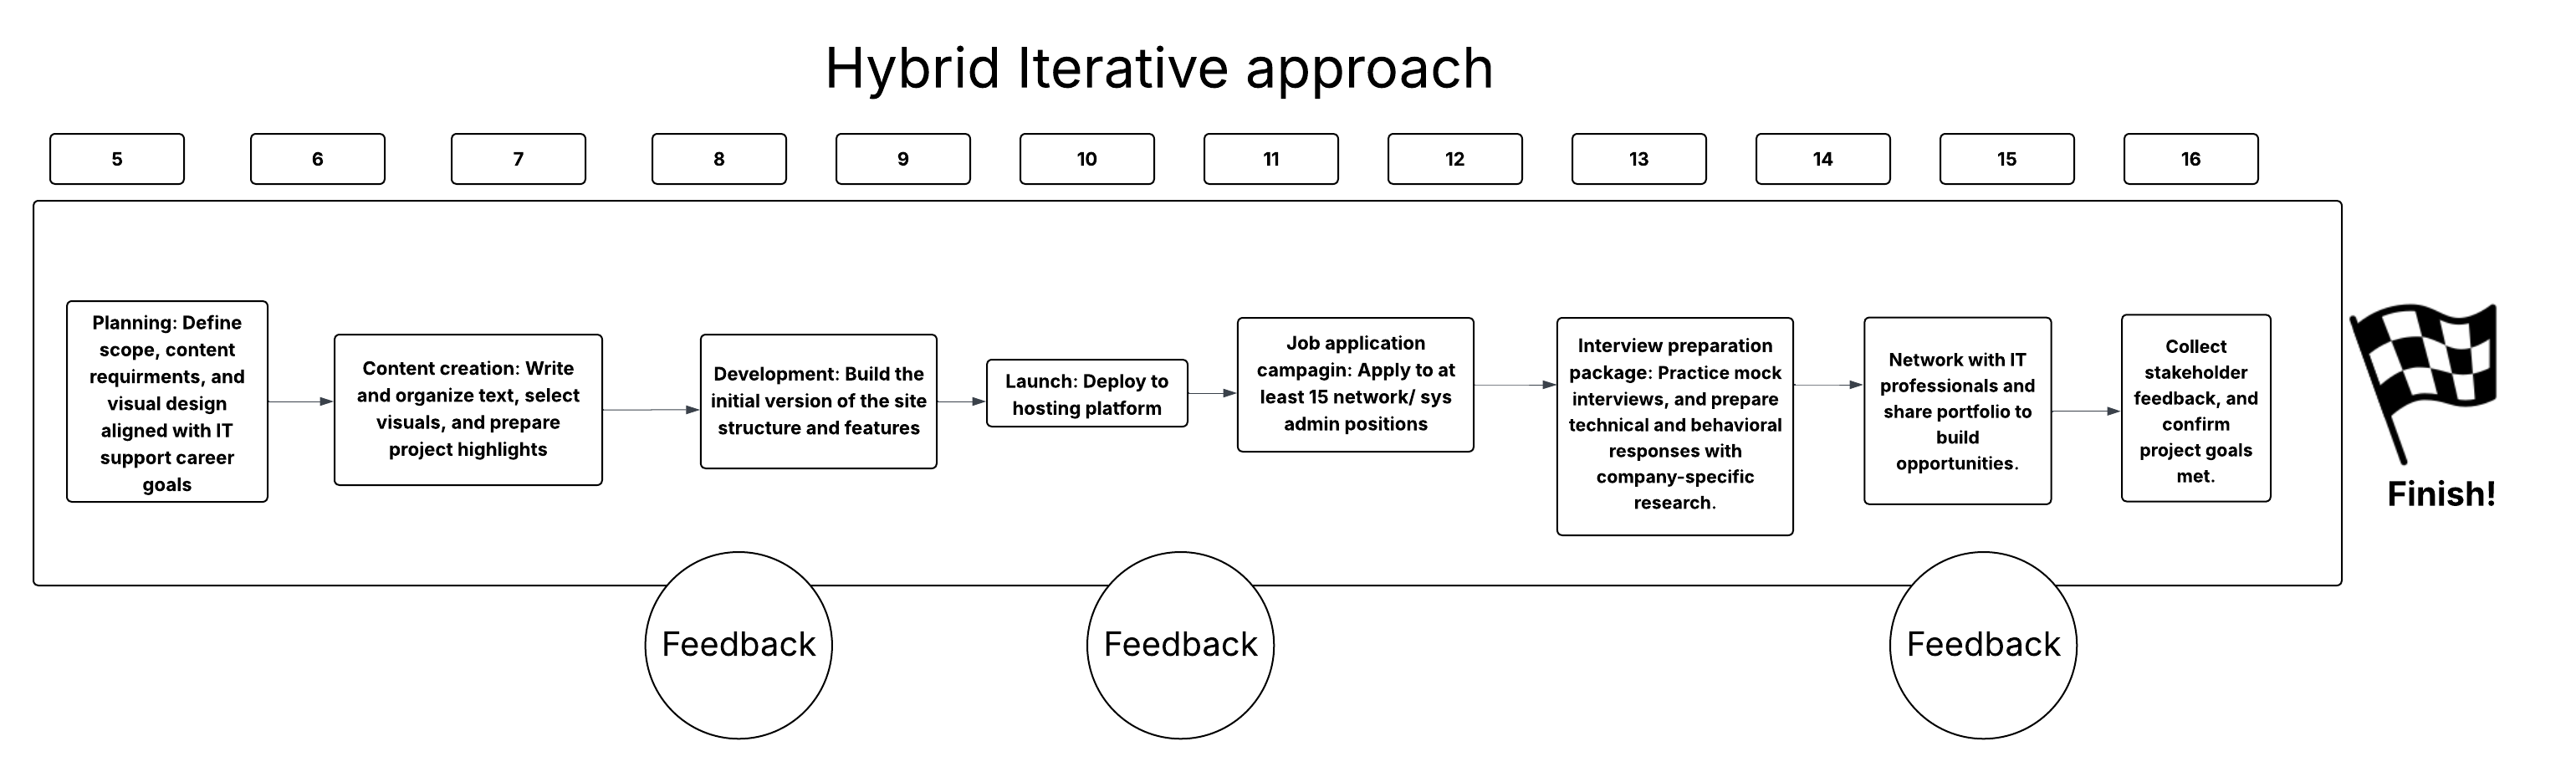 Hybrid Iterative approach
5
6
7
8
9
10
11
12
13
14
15
16
Planning: Define
scope, content
requirments, and
visual design
aligned with IT
support career
goals
Content creation: Write
and organize text, select
visuals, and prepare
project highlights
Development: Build the
initial version of the site
structure and features
Launch: Deploy to
hosting platform
Job application
campagin: Apply to at
least 15 network/ sys
admin positions
Interview preparation
package: Practice mock
interviews, and prepare
technical and behavioral
responses with
company-specific
research.
Network with IT
professionals and
share portfolio to
build
opportunities.
Collect
stakeholder
feedback, and
confirm
project goals
met.
Finish!
Feedback
Feedback
Feedback